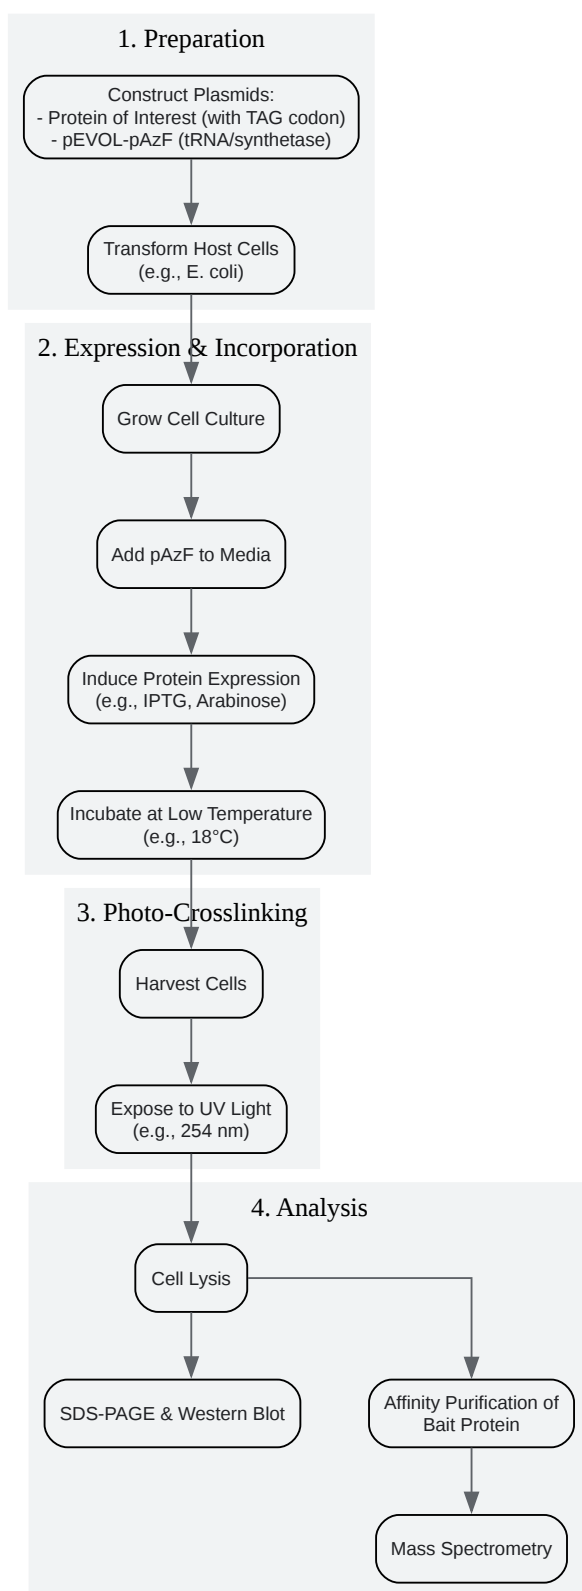 1. Preparation
Construct Plasmids:
- Protein of Interest (with TAG codon)
- pEVOL-pAzF (tRNA/synthetase)
Transform Host Cells
(e.g., E. coli)
2. Expression & Incorporation
Grow Cell Culture
Add pAzF to Media
Induce Protein Expression
(e.g., IPTG, Arabinose)
Incubate at Low Temperature
(e.g., 18°C)
3. Photo-Crosslinking
Harvest Cells
Expose to UV Light
(e.g., 254 nm)
4. Analysis
Cell Lysis
SDS-PAGE & Western Blot
Affinity Purification of
Bait Protein
Mass Spectrometry